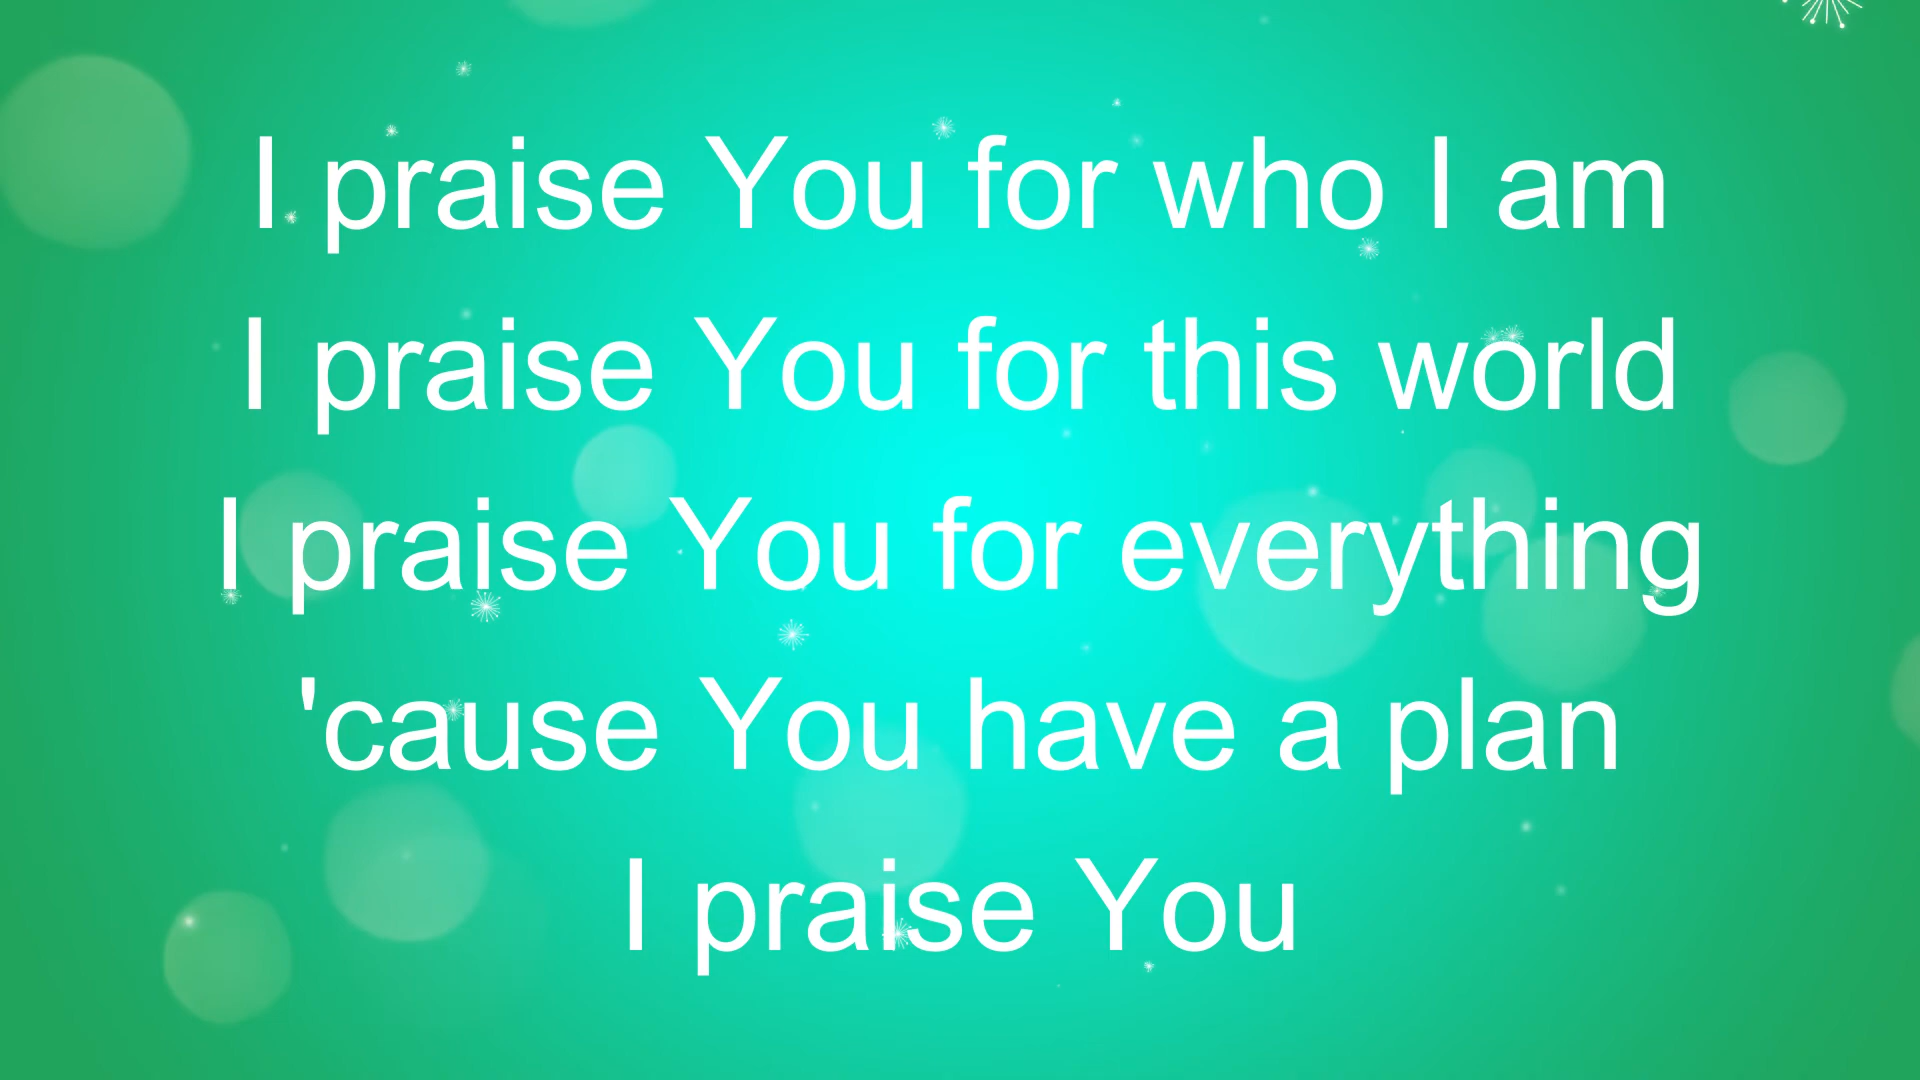 I praise You for who I am
I praise You for this world
I praise You for everything
'cause You have a plan
I praise You